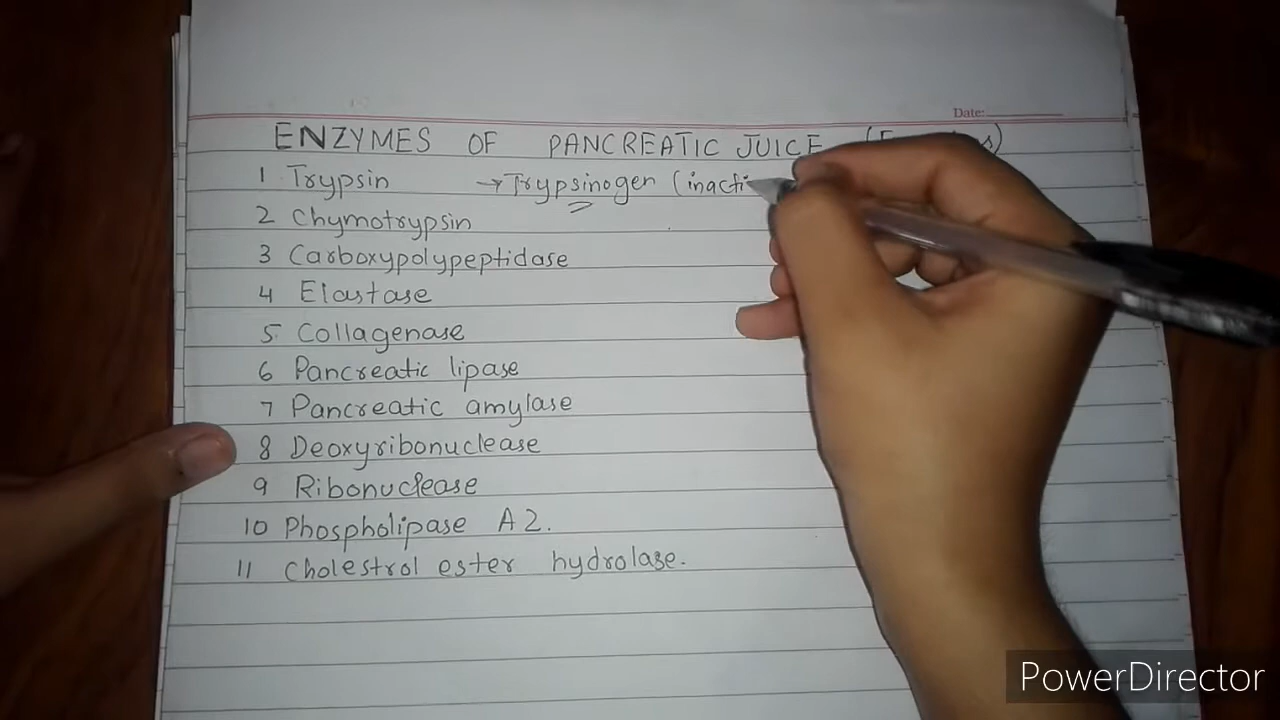 Date:
ENZYMES OF PANCREATIC JUICE
1 Trypsin → Trypsinogen (inacti
2 Chymotrypsin
3 Carboxypolypeptidase
4 Elastase
5. Collagenase
6 Pancreatic lipase
7 Pancreatic amylase
8 Deoxyribonuclease
9 Ribonuclease
10 Phospholipase A2.
11 Cholestrol ester hydrolase.
PowerDirector